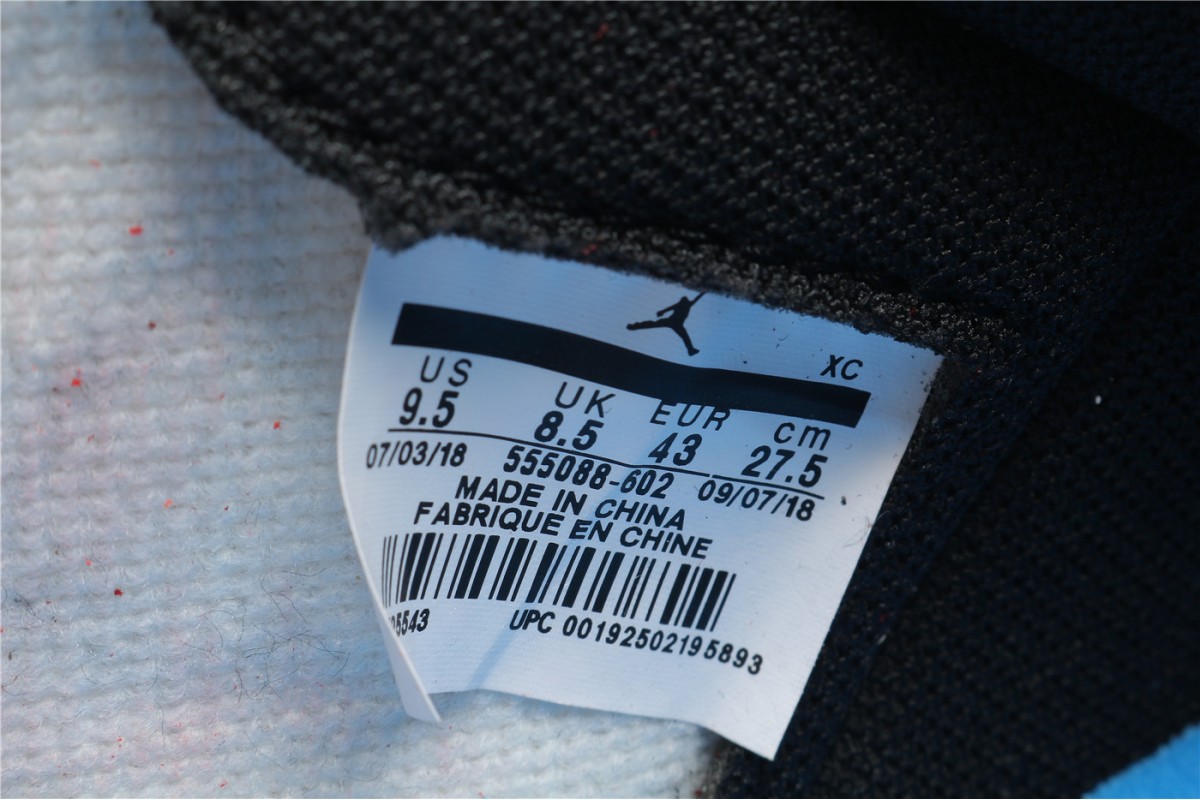 XC
US UK EUR cm
9.5 8.5 43 27.5
07/03/18 555088-602 09/07/18
MADE IN CHINA
FABRIQUE EN CHINE
5543 UPC 00192502195893